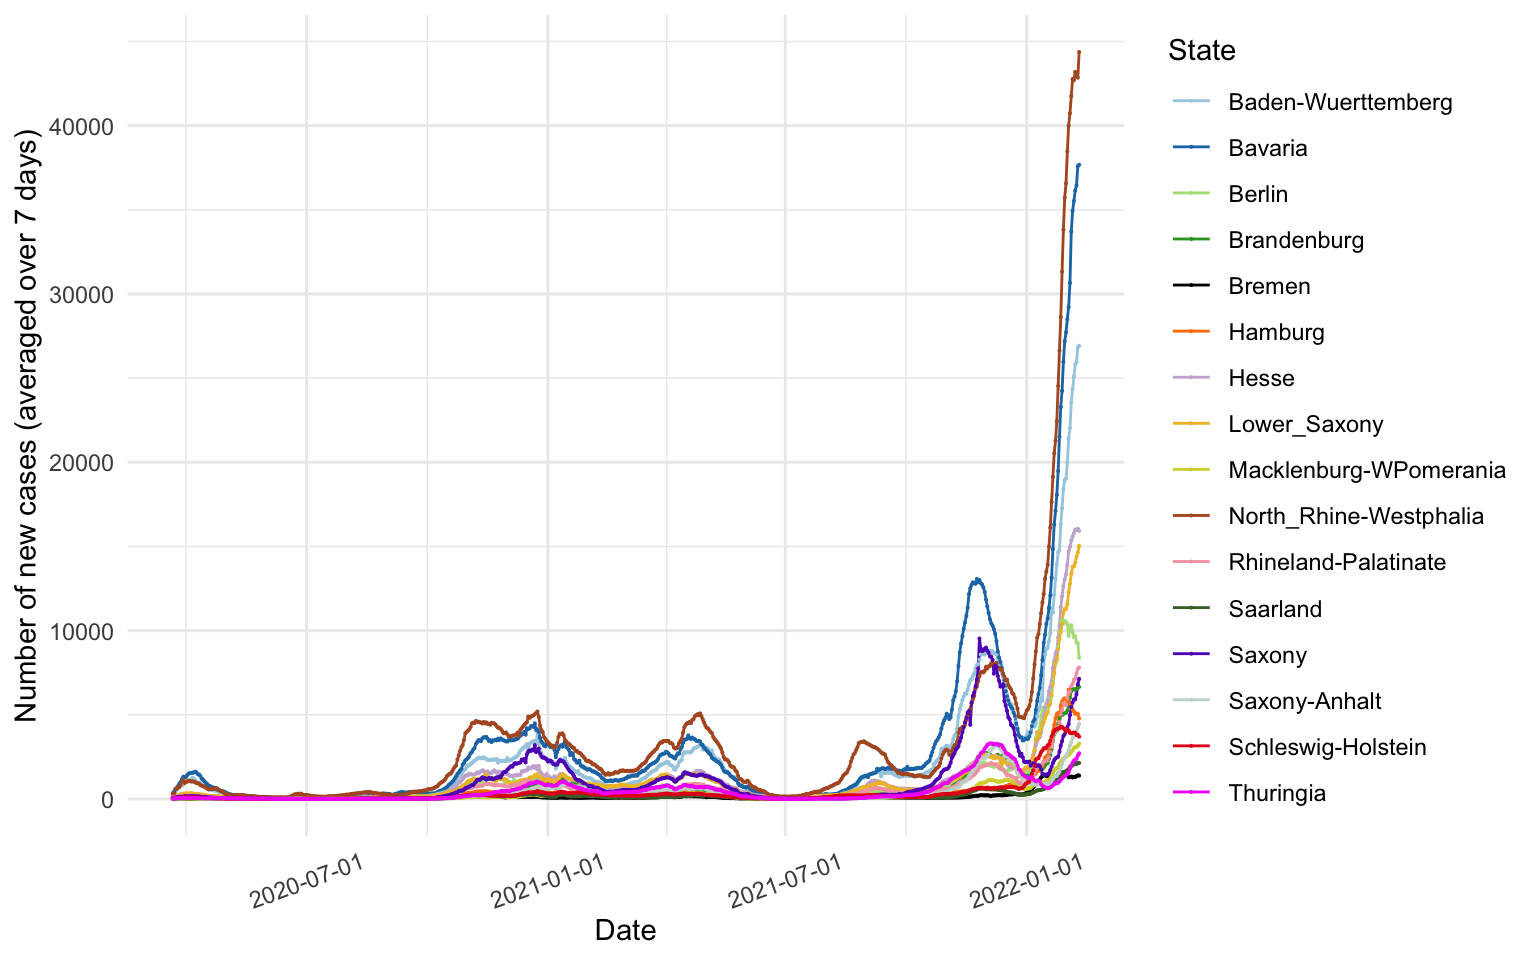 State
Baden-Wuerttemberg
Bavaria
Berlin
Brandenburg
Bremen
Hamburg
Hesse
Lower_Saxony
Macklenburg-WPomerania
North_Rhine-Westphalia
Rhineland-Palatinate
Saarland
Saxony
Saxony-Anhalt
Schleswig-Holstein
Thuringia
Number of new cases (averaged over 7 days)
40000
30000
20000
10000
0
2020-07-01
2021-01-01
2021-07-01
2022-01-01
Date